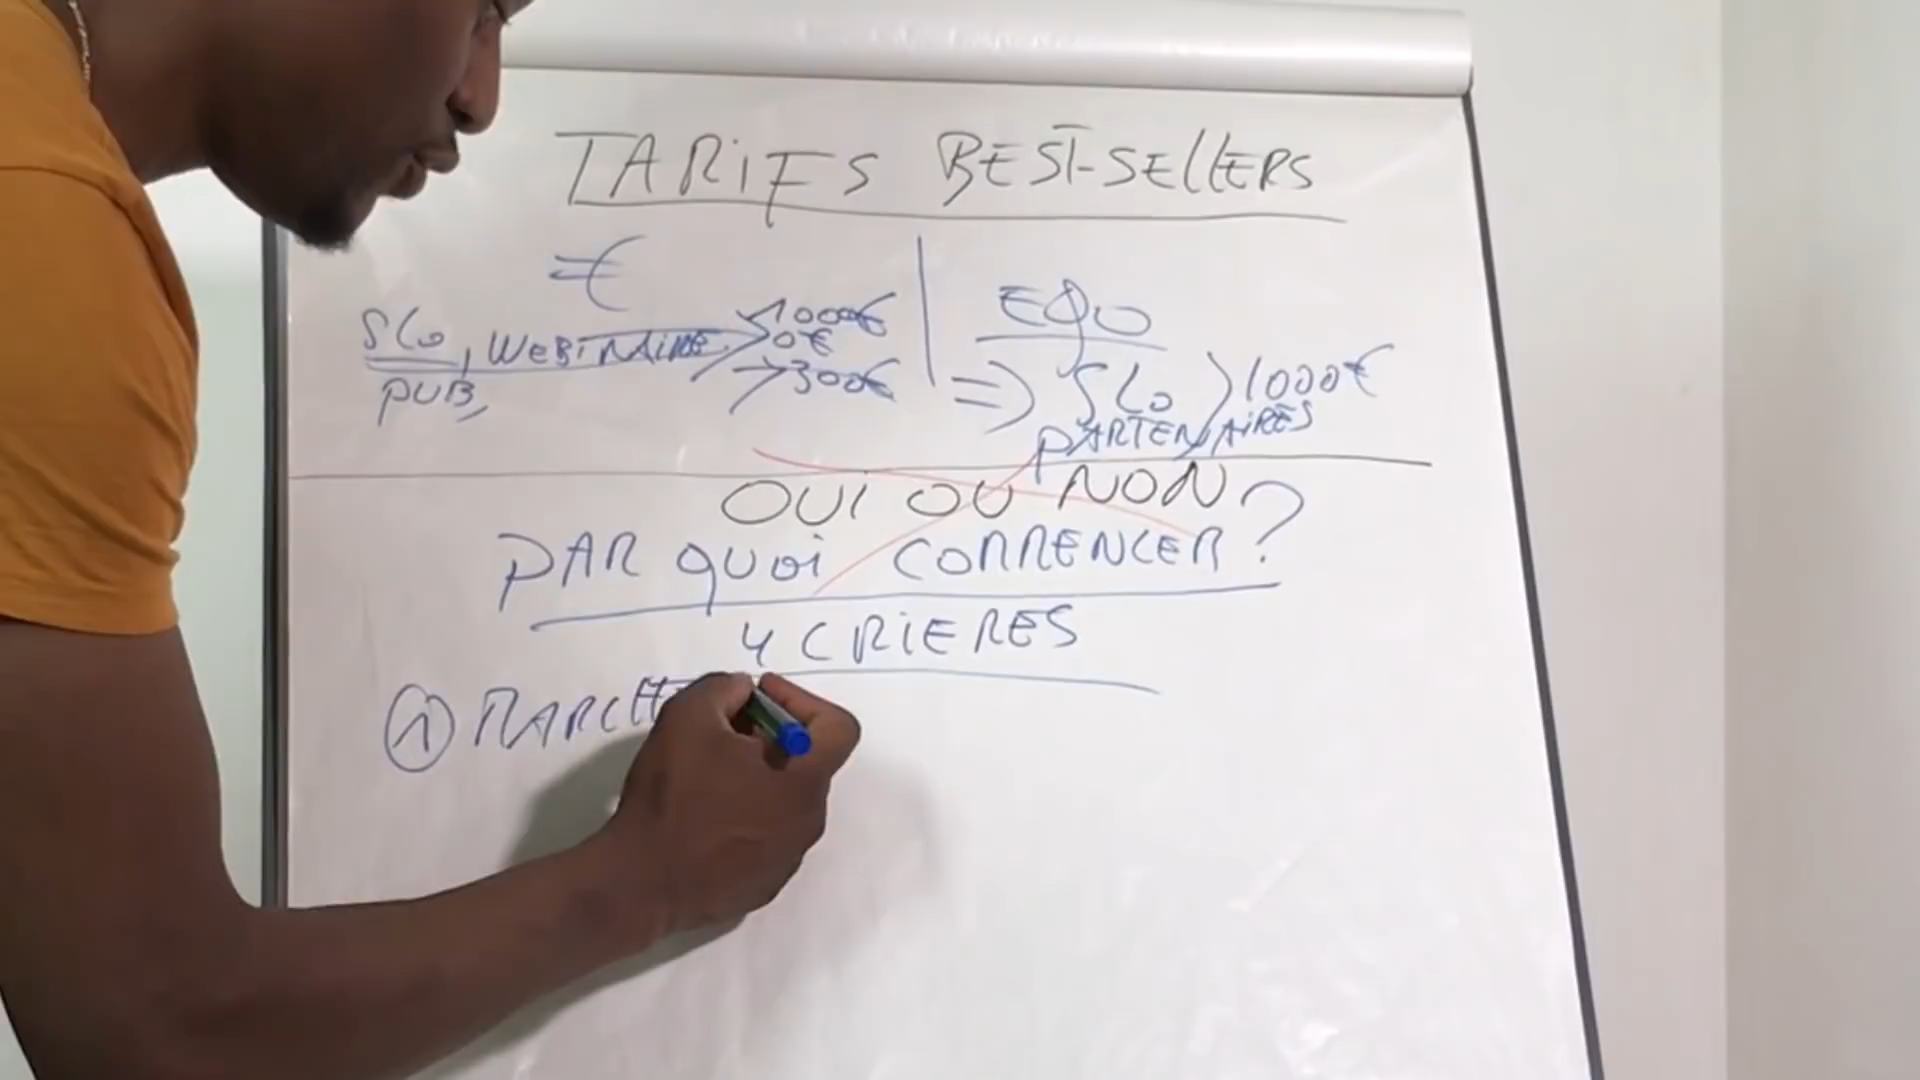 TARIFS BEST-SELLERS
€
SLO, WEBINAIRE
1000€
0€
300€
PUB,
EGO
=> SLO > 1000€
PARTENAIRES
OUI OU NON ?
PAR QUOI COMMENCER ?
4 CRIERES
1 MARCH